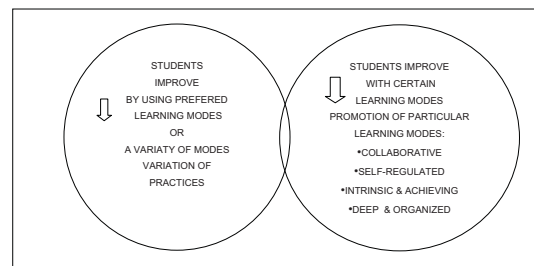 STUDENTS
IMPROVE
BY USING PREFERED
LEARNING MODES
OR
A VARIATY OF MODES
VARIATION OF
PRACTICES
STUDENTS IMPROVE
WITH CERTAIN
LEARNING MODES
PROMOTION OF PARTICULAR
LEARNING MODES:
•COLLABORATIVE
•SELF-REGULATED
•INTRINSIC & ACHIEVING
•DEEP & ORGANIZED